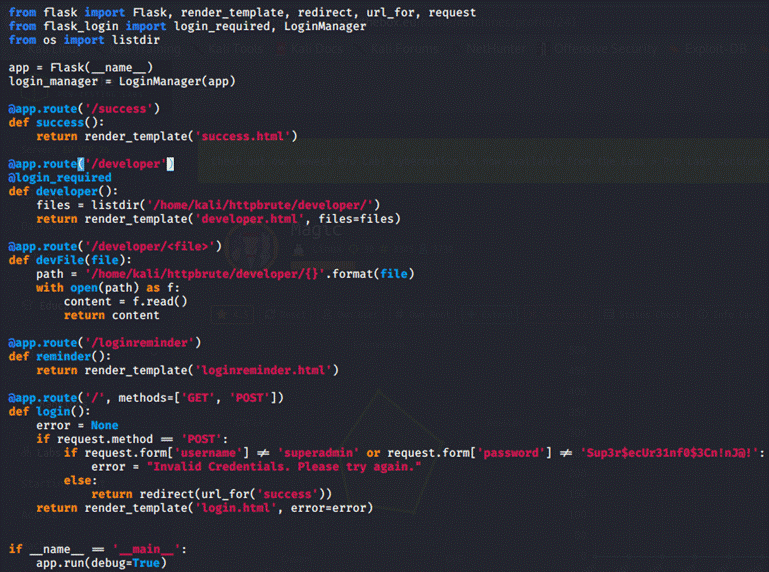 from flask import Flask, render_template, redirect, url_for, request
from flask_login import login_required, LoginManager
from os import listdir
app = Flask(__name__)
login_manager = LoginManager(app)
@app.route('/success')
def success():
    return render_template('success.html')
@app.route('/developer')
@login_required
def developer():
    files = listdir('/home/kali/httpbrute/developer/')
    return render_template('developer.html', files=files)
@app.route('/developer/<file>')
def devFile(file):
    path = '/home/kali/httpbrute/developer/{}'.format(file)
    with open(path) as f:
        content = f.read()
        return content
@app.route('/loginreminder')
def reminder():
    return render_template('loginreminder.html')
@app.route('/', methods=['GET', 'POST'])
def login():
    error = None
    if request.method == 'POST':
        if request.form['username'] != 'superadmin' or request.form['password'] != 'Sup3r$ecUr31nf0$3Cn!nJ@!':
            error = "Invalid Credentials. Please try again."
        else:
            return redirect(url_for('success'))
    return render_template('login.html', error=error)
if __name__ == '__main__':
    app.run(debug=True)